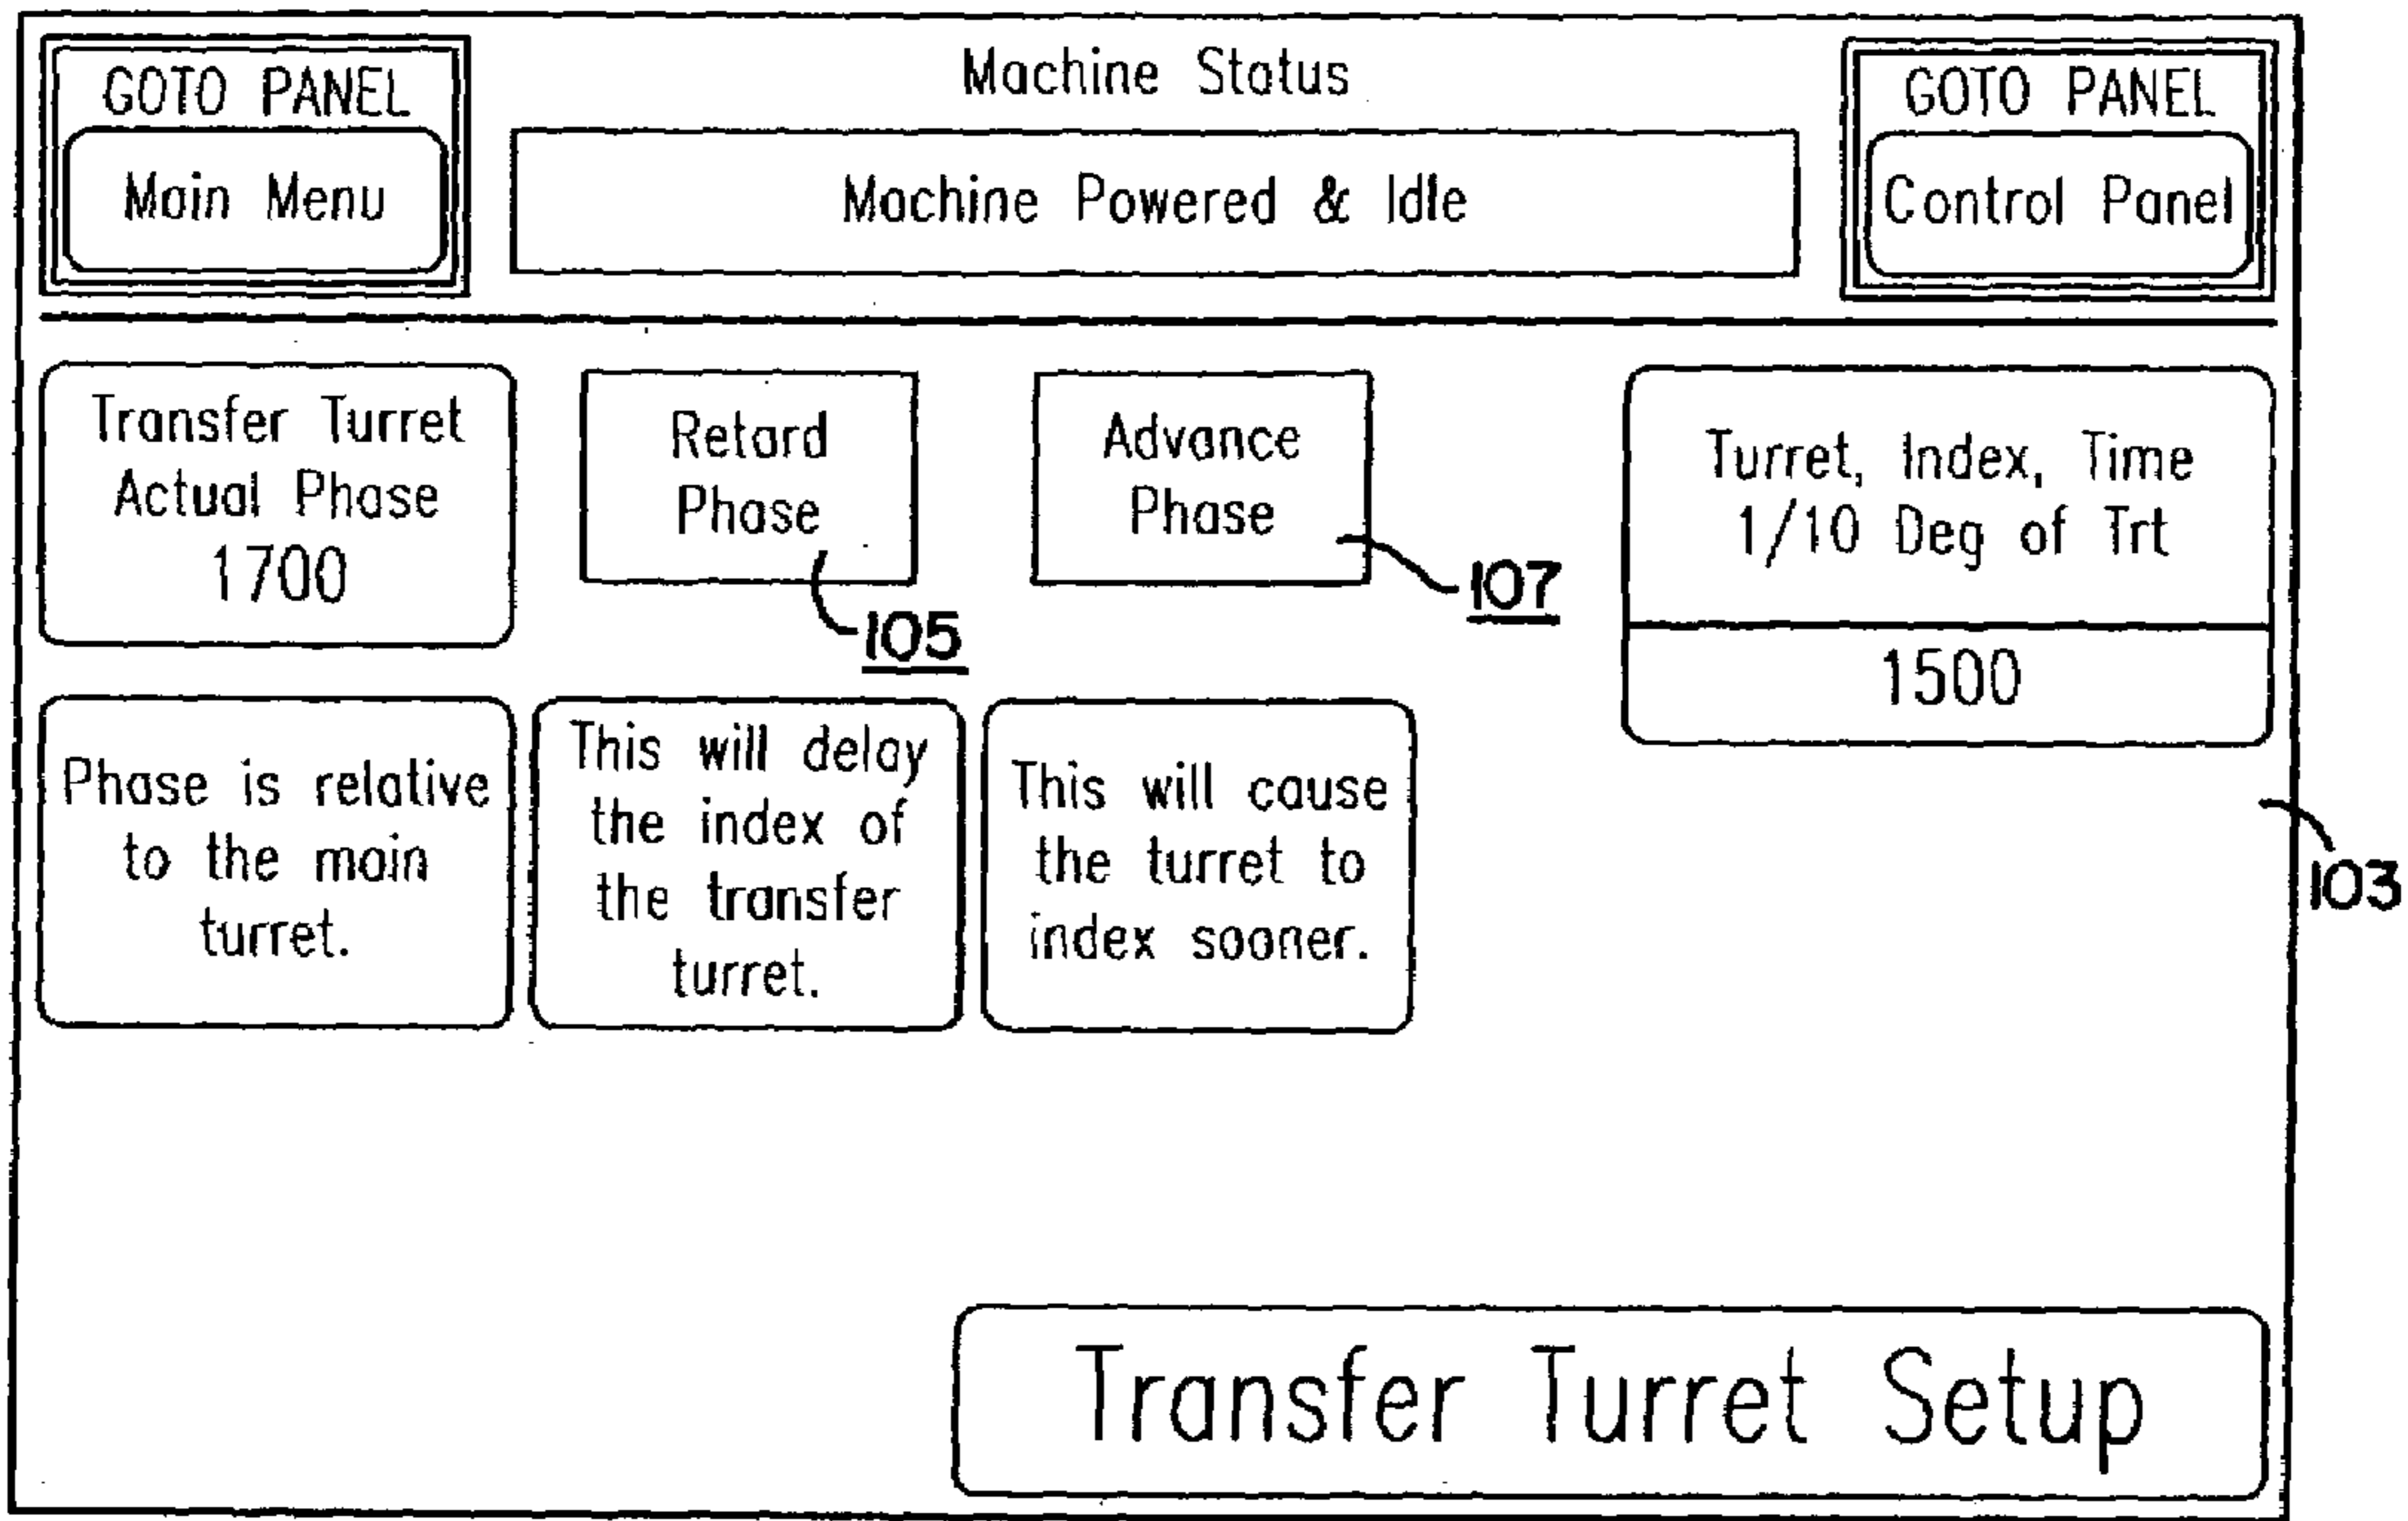 GOTO PANEL
Main Menu
Machine Status
Machine Powered & Idle
GOTO PANEL
Control Panel
Transfer Turret
Actual Phase
1700
Retard
Phase
105
Advance
Phase
107
Turret, Index, Time
1/10 Deg of Trt
1500
Phase is relative
to the main
turret.
This will delay
the index of
the transfer
turret.
This will cause
the turret to
index sooner.
103
Transfer Turret Setup